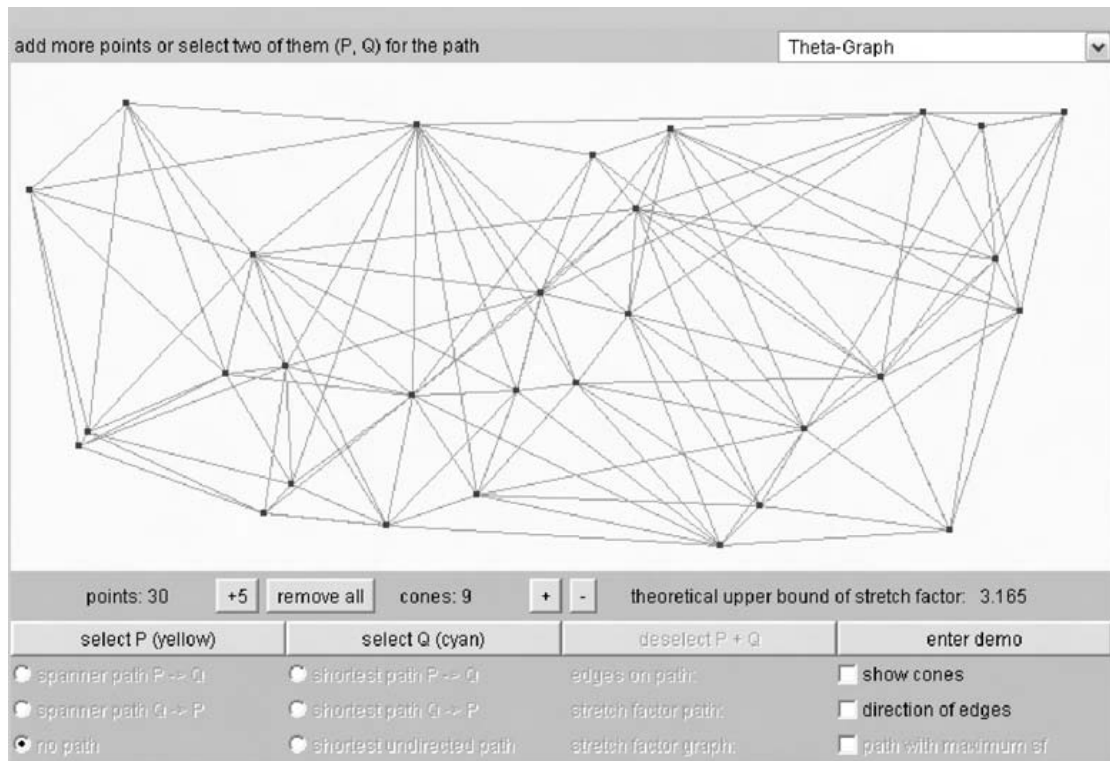 add more points or select two of them (P, Q) for the path
Theta-Graph
points: 30 +5 remove all cones: 9 + - theoretical upper bound of stretch factor: 3.165
select P (yellow) select Q (cyan) deselect P + Q enter demo
spanner path P -> Q shortest path P -> Q edges on path: show cones
spanner path Q -> P shortest path Q -> P stretch factor path: direction of edges
no path shortest undirected path stretch factor graph: path with maximum sf